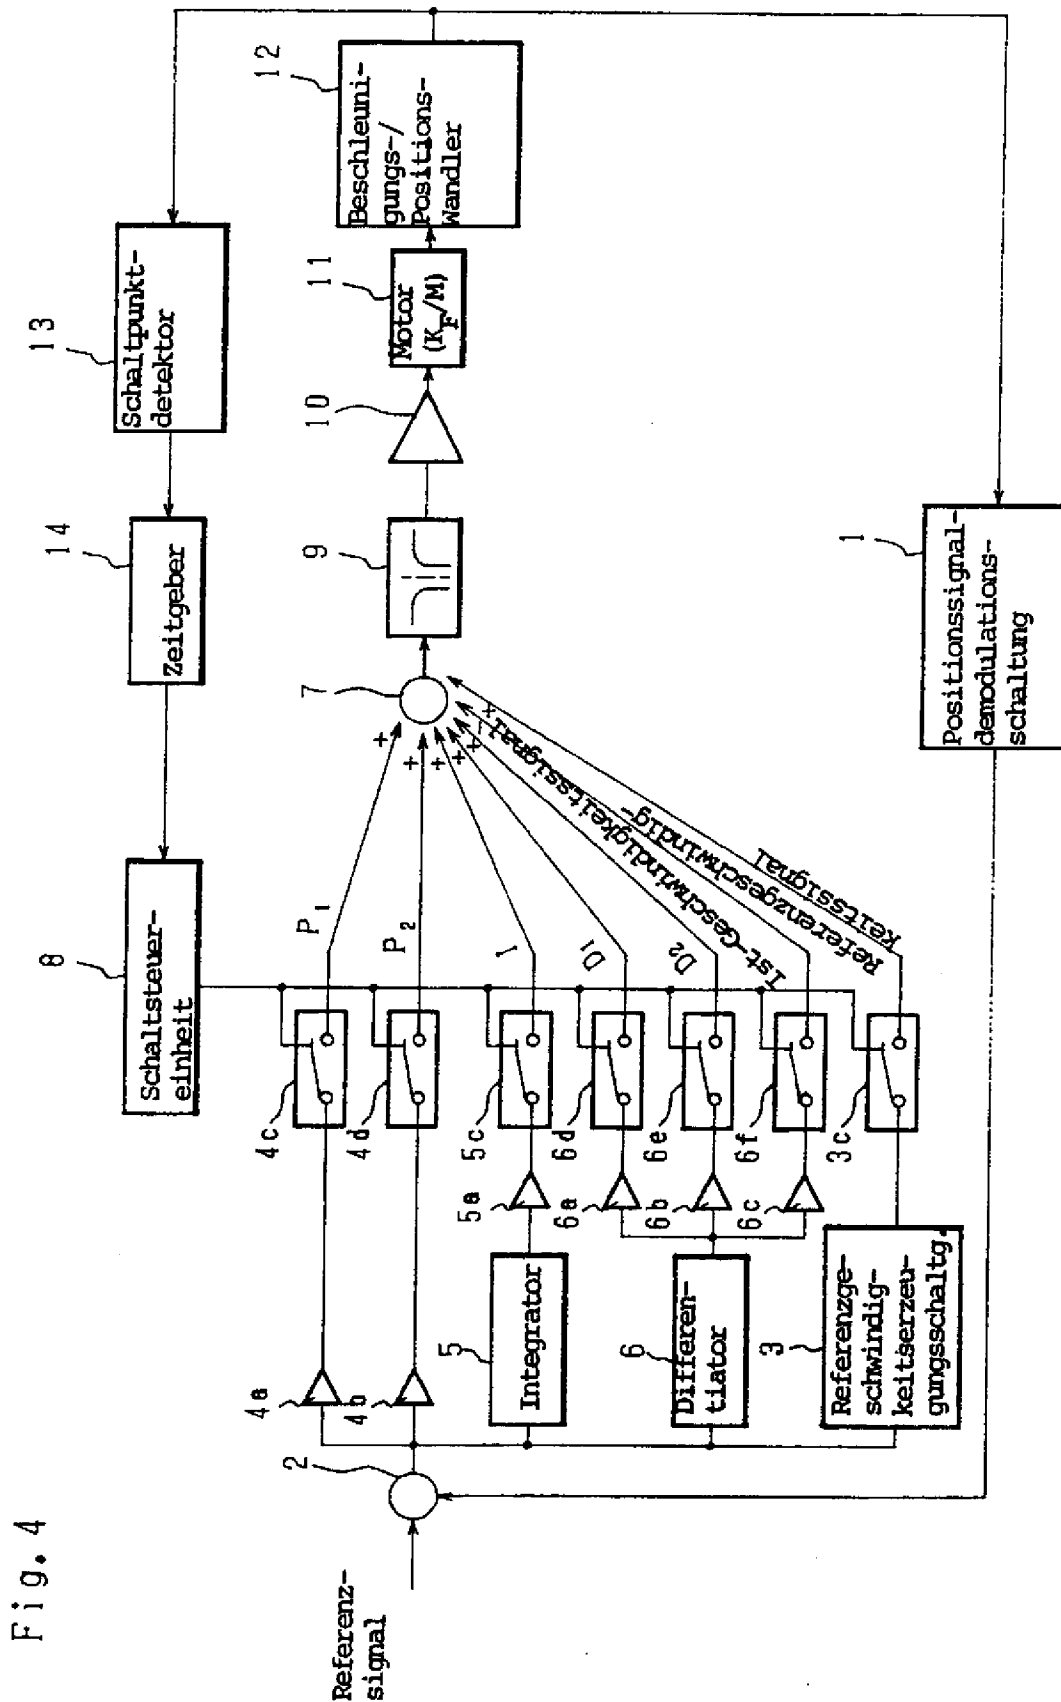 Fig. 4
Referenz-
signal
2
4a
4b
5
Integrator
6
Differen-
tiator
3
Referenzge-
schwindig-
keitserzeu-
gungsschaltg.
5a
6a
6b
6c
4c
4d
5c
6d
6e
6f
3c
8
Schaltsteuer-
einheit
P1
P2
I
D1
D2
Ist-Geschwindigkeitssignal
Referenzgeschwindig-
keitssignal
+
+
+
+
7
14
Zeitgeber
9
13
Schaltpunkt-
detektor
10
11
Motor
(KF/M)
12
Beschleuni-
gungs-/
Positions-
wandler
1
Positionssignal-
demodulations-
schaltung